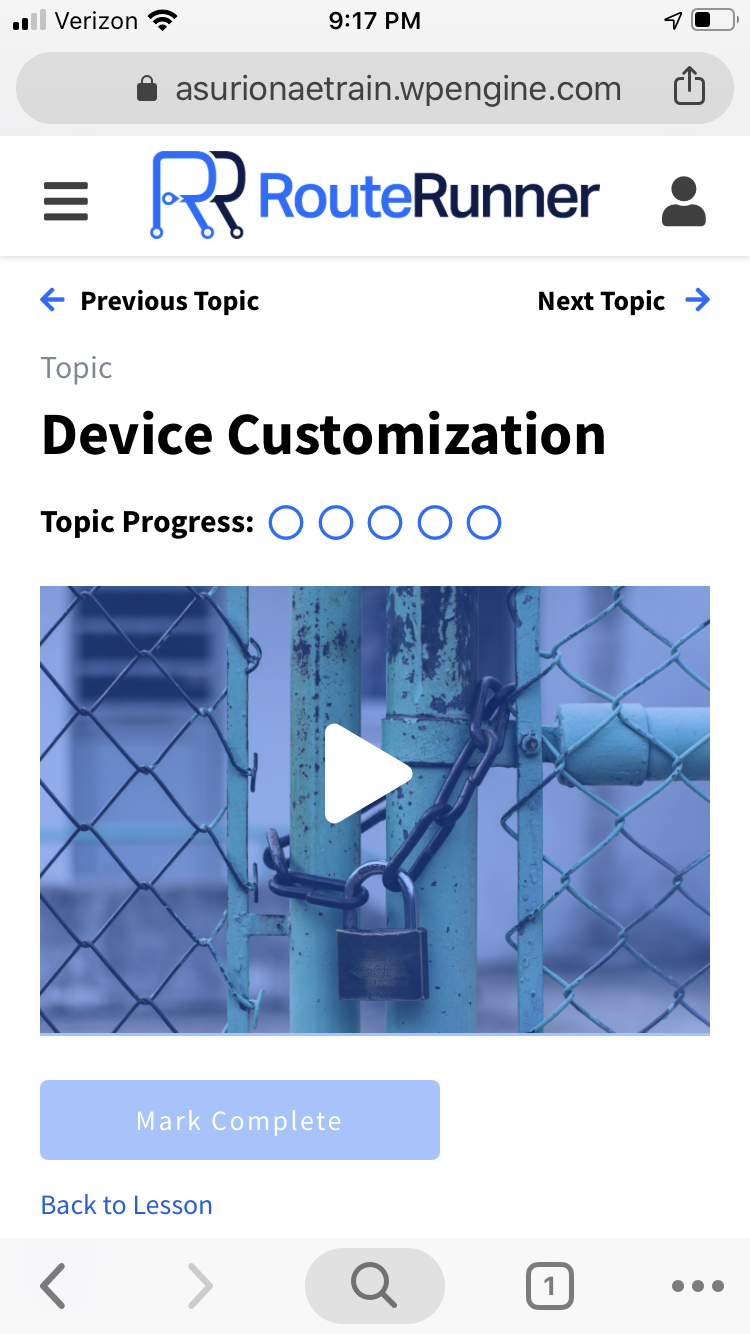 Verizon 9:17 PM
asurionaetrain.wpengine.com
RouteRunner
Previous Topic Next Topic
Topic
Device Customization
Topic Progress:
Mark Complete
Back to Lesson
1